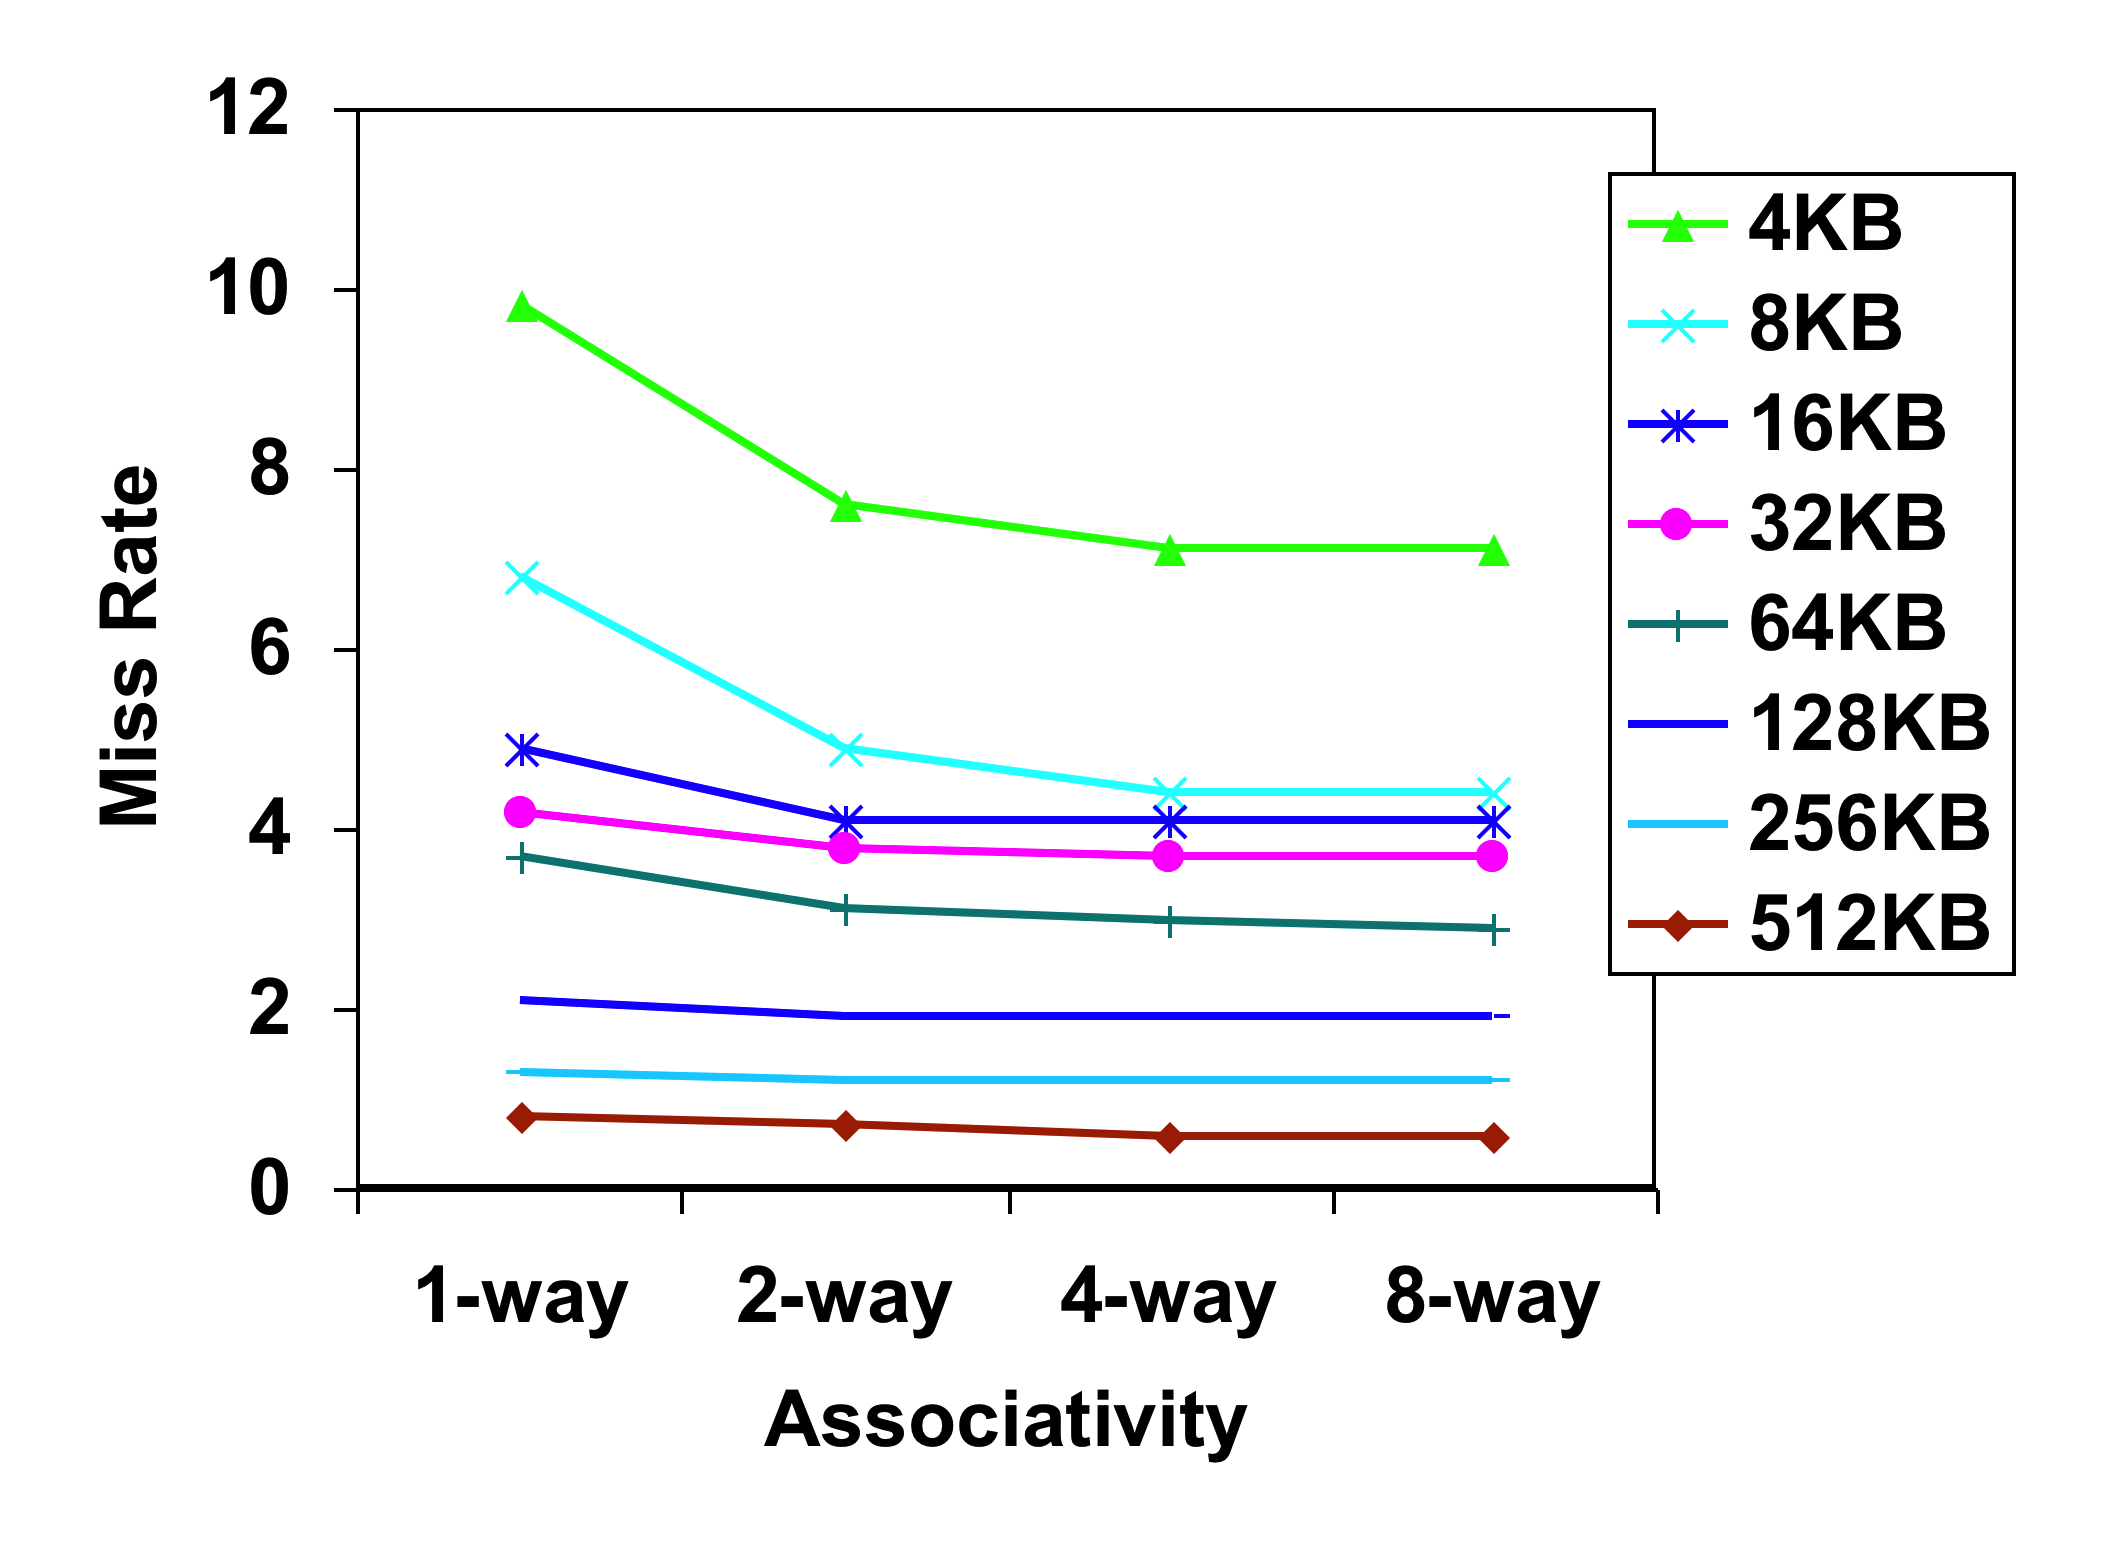 12
10
8
6
4
2
0
Miss Rate
1-way 2-way 4-way 8-way
Associativity
4KB
8KB
16KB
32KB
64KB
128KB
256KB
512KB